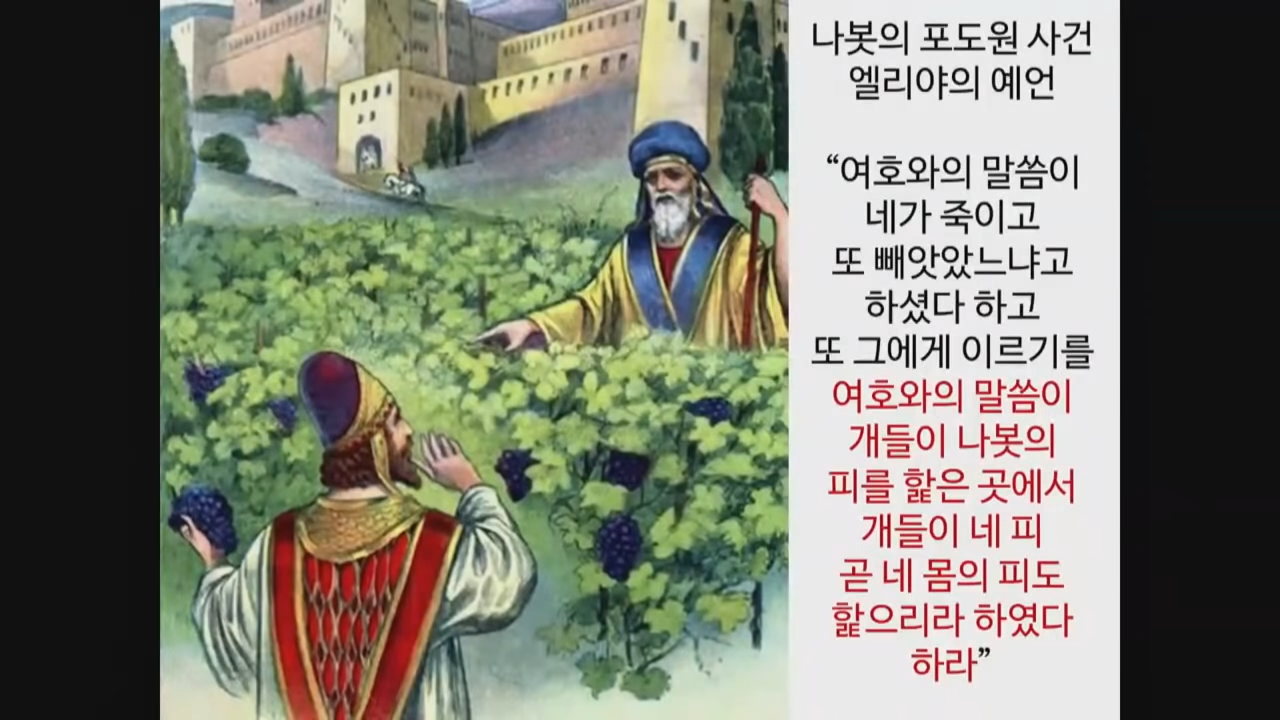 나봇의 포도원 사건
엘리야의 예언
“여호와의 말씀이
네가 죽이고
또 빼앗았느냐고
하셨다 하고
또 그에게 이르기를
여호와의 말씀이
개들이 나봇의
피를 핥은 곳에서
개들이 네 피
곧 네 몸의 피도
핥으리라 하였다
하라”